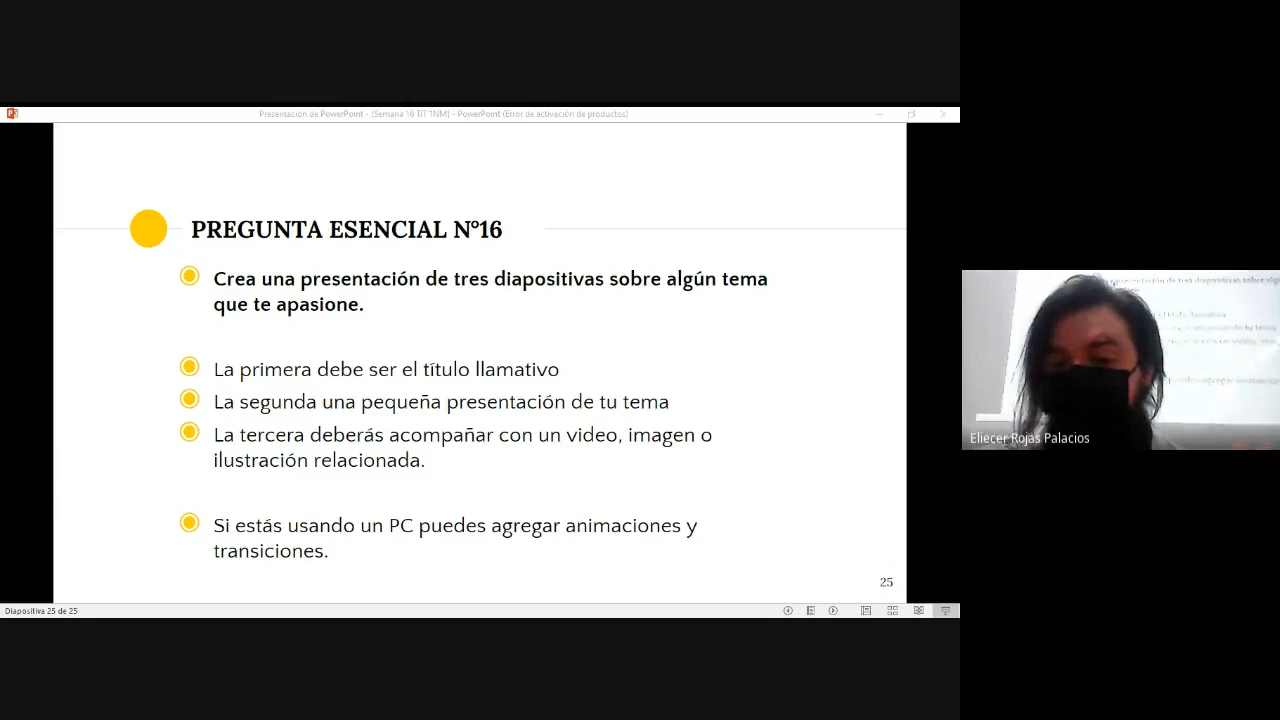 Presentación de PowerPoint - [Semana 16 TiT 1NM] - PowerPoint (Error de activación de productos)
PREGUNTA ESENCIAL N°16
Crea una presentación de tres diapositivas sobre algún tema
que te apasione.
La primera debe ser el título llamativo
La segunda una pequeña presentación de tu tema
La tercera deberás acompañar con un video, imagen o
ilustración relacionada.
Si estás usando un PC puedes agregar animaciones y
transiciones.
25
Diapositiva 25 de 25
Eliecer Rojas Palacios